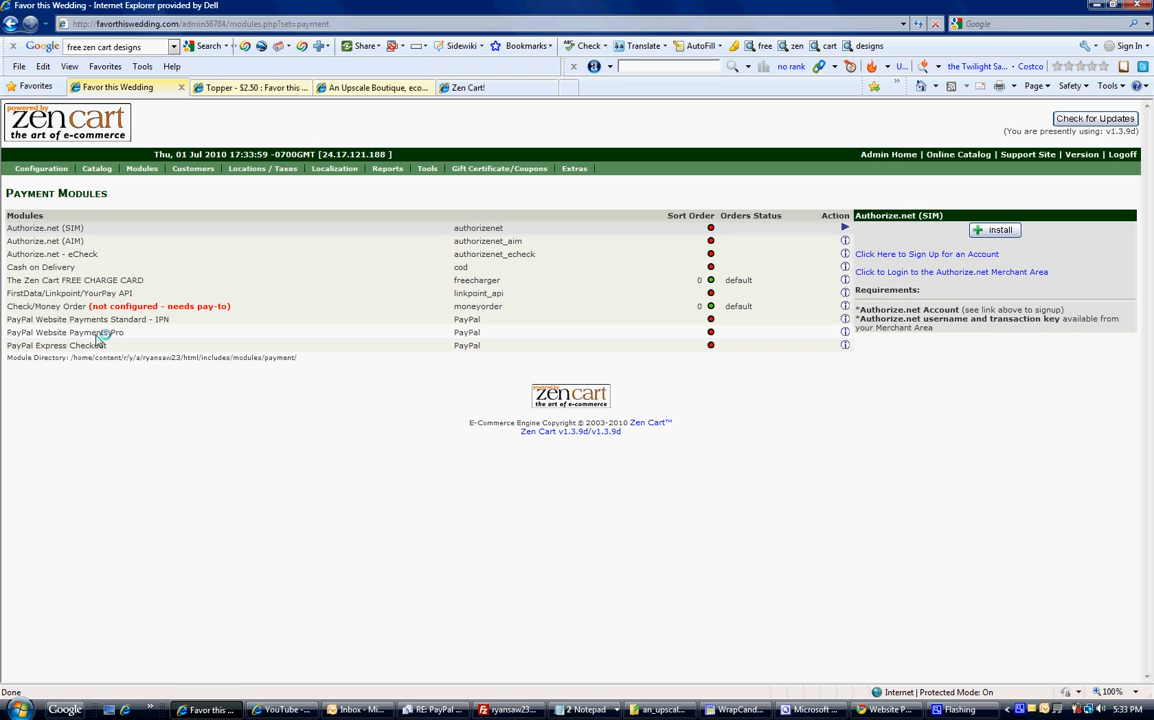 Favor this Wedding - Internet Explorer provided by Dell
http://favorthiswedding.com/admin56784/modules.php?set=payment
Google
Google free zen cart designs Search Share Sidewiki Bookmarks Check Translate AutoFill free zen cart designs Sign In
File Edit View Favorites Tools Help
no rank U... the Twilight Sa... Costco
Favorites Favor this Wedding Topper - $2.50 : Favor this ... An Upscale Boutique, eco... Zen Cart!
Page Safety Tools
powered by
zencart
the art of e-commerce
Check for Updates
(You are presently using: v1.3.9d)
Thu, 01 Jul 2010 17:33:59 -0700GMT [24.17.121.188 ]
Admin Home | Online Catalog | Support Site | Version | Logoff
Configuration Catalog Modules Customers Locations / Taxes Localization Reports Tools Gift Certificate/Coupons Extras
PAYMENT MODULES
Modules Sort Order Orders Status Action
Authorize.net (SIM) authorizenet
Authorize.net (AIM) authorizenet_aim
Authorize.net - eCheck authorizenet_echeck
Cash on Delivery cod
The Zen Cart FREE CHARGE CARD freecharger 0 default
FirstData/Linkpoint/YourPay API linkpoint_api
Check/Money Order (not configured - needs pay-to) moneyorder 0 default
PayPal Website Payments Standard - IPN PayPal
PayPal Website Payments Pro PayPal
PayPal Express Checkout PayPal
Module Directory: /home/content/r/y/a/ryansaw23/html/includes/modules/payment/
Authorize.net (SIM)
install
Click Here to Sign Up for an Account
Click to Login to the Authorize.net Merchant Area
Requirements:
*Authorize.net Account (see link above to signup)
*Authorize.net username and transaction key available from
your Merchant Area
powered by
zencart
the art of e-commerce
E-Commerce Engine Copyright © 2003-2010 Zen Cart™
Zen Cart v1.3.9d/v1.3.9d
Done
Internet | Protected Mode: On
100%
Google Favor this ... YouTube - ... Inbox - Mi... RE: PayPal ... ryansaw23... 2 Notepad an_upscal... WrapCand... Microsoft ... Website P... Flashing 5:33 PM